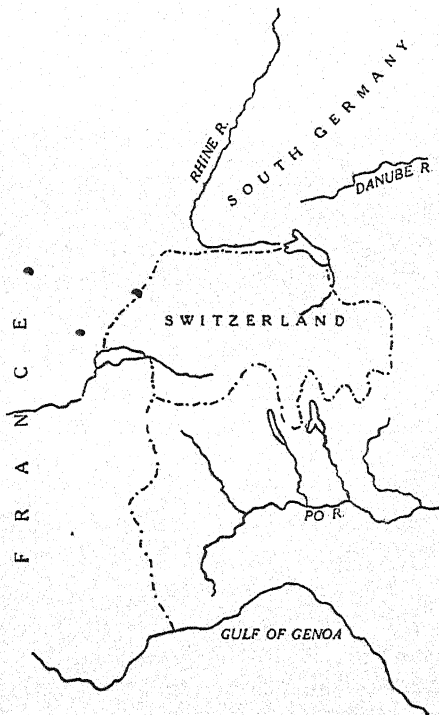 RHINE R.
SOUTH GERMANY
DANUBE R.
SWITZERLAND
FRANCE
PO R.
GULF OF GENOA